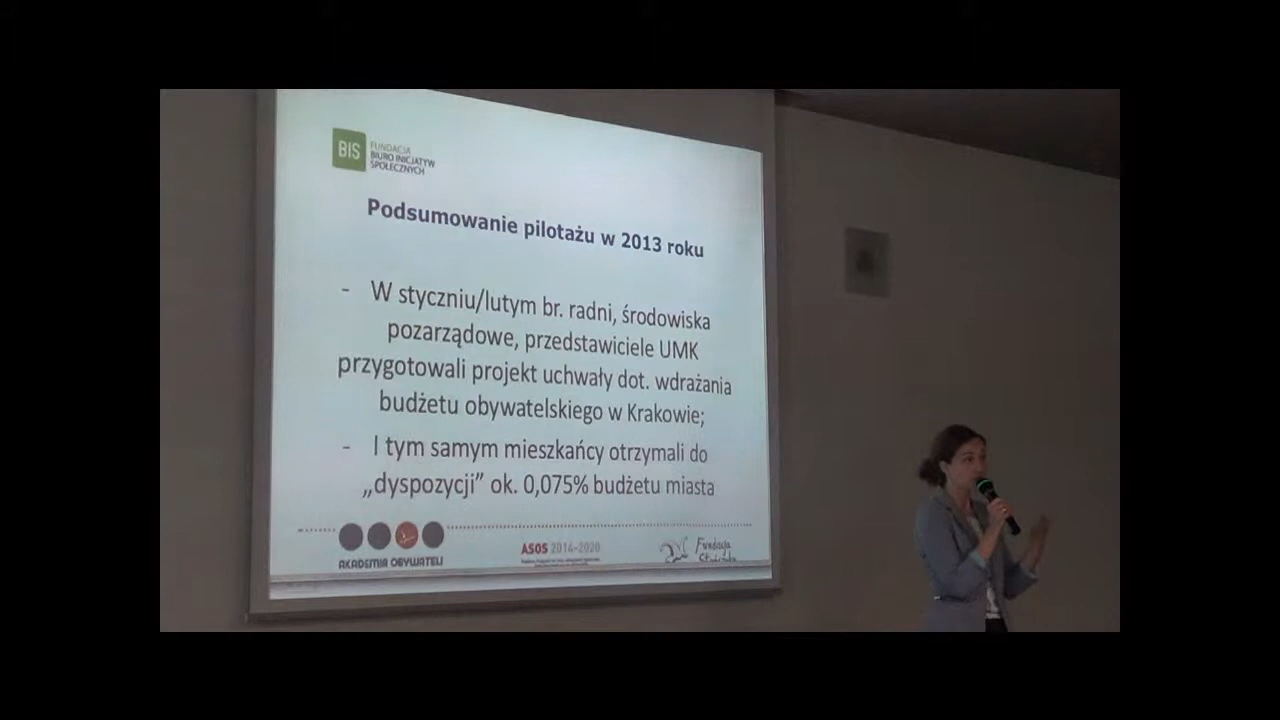 BIS
FUNDACJA
BIURO INICJATYW
SPOŁECZNYCH
Podsumowanie pilotażu w 2013 roku
- W styczniu/lutym br. radni, środowiska
pozarządowe, przedstawiciele UMK
przygotowali projekt uchwały dot. wdrażania
budżetu obywatelskiego w Krakowie;
- I tym samym mieszkańcy otrzymali do
„dyspozycji” ok. 0,075% budżetu miasta
AKADEMIA OBYWATELI
ASOS 2014-2020
Fundacja